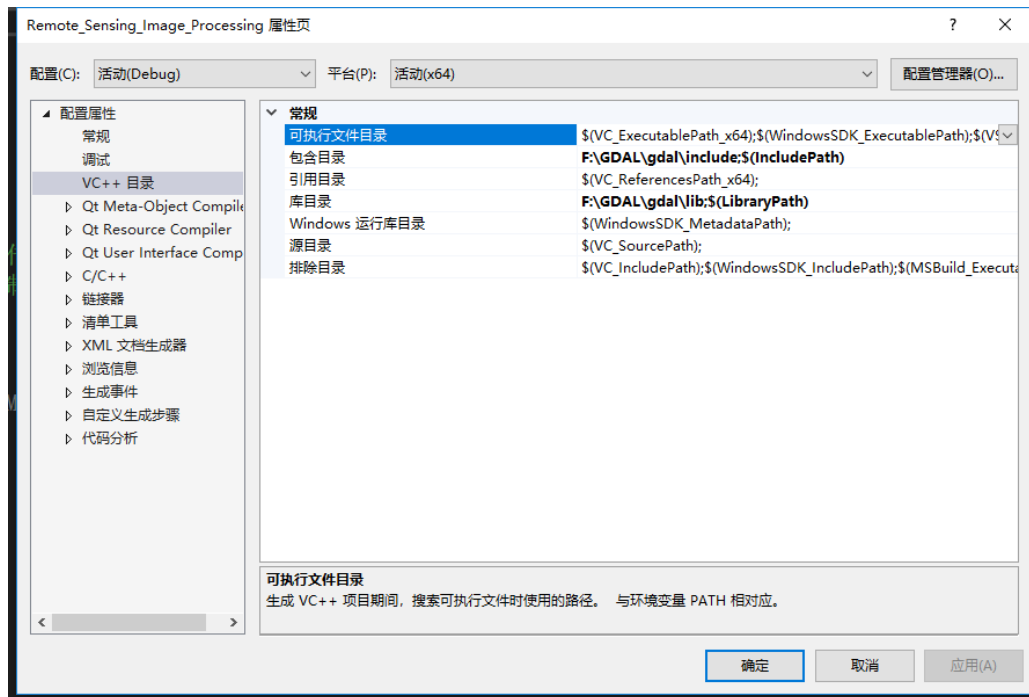 Remote_Sensing_Image_Processing 属性页
配置(C): 活动(Debug) 平台(P): 活动(x64) 配置管理器(O)...
配置属性
常规
调试
VC++ 目录
Qt Meta-Object Compile
Qt Resource Compiler
Qt User Interface Comp
C/C++
链接器
清单工具
XML 文档生成器
浏览信息
生成事件
自定义生成步骤
代码分析
常规
可执行文件目录 $(VC_ExecutablePath_x64);$(WindowsSDK_ExecutablePath);$(VS
包含目录 F:\GDAL\gdal\include;$(IncludePath)
引用目录 $(VC_ReferencesPath_x64);
库目录 F:\GDAL\gdal\lib;$(LibraryPath)
Windows 运行库目录 $(WindowsSDK_MetadataPath);
源目录 $(VC_SourcePath);
排除目录 $(VC_IncludePath);$(WindowsSDK_IncludePath);$(MSBuild_Executa
可执行文件目录
生成 VC++ 项目期间，搜索可执行文件时使用的路径。 与环境变量 PATH 相对应。
确定 取消 应用(A)